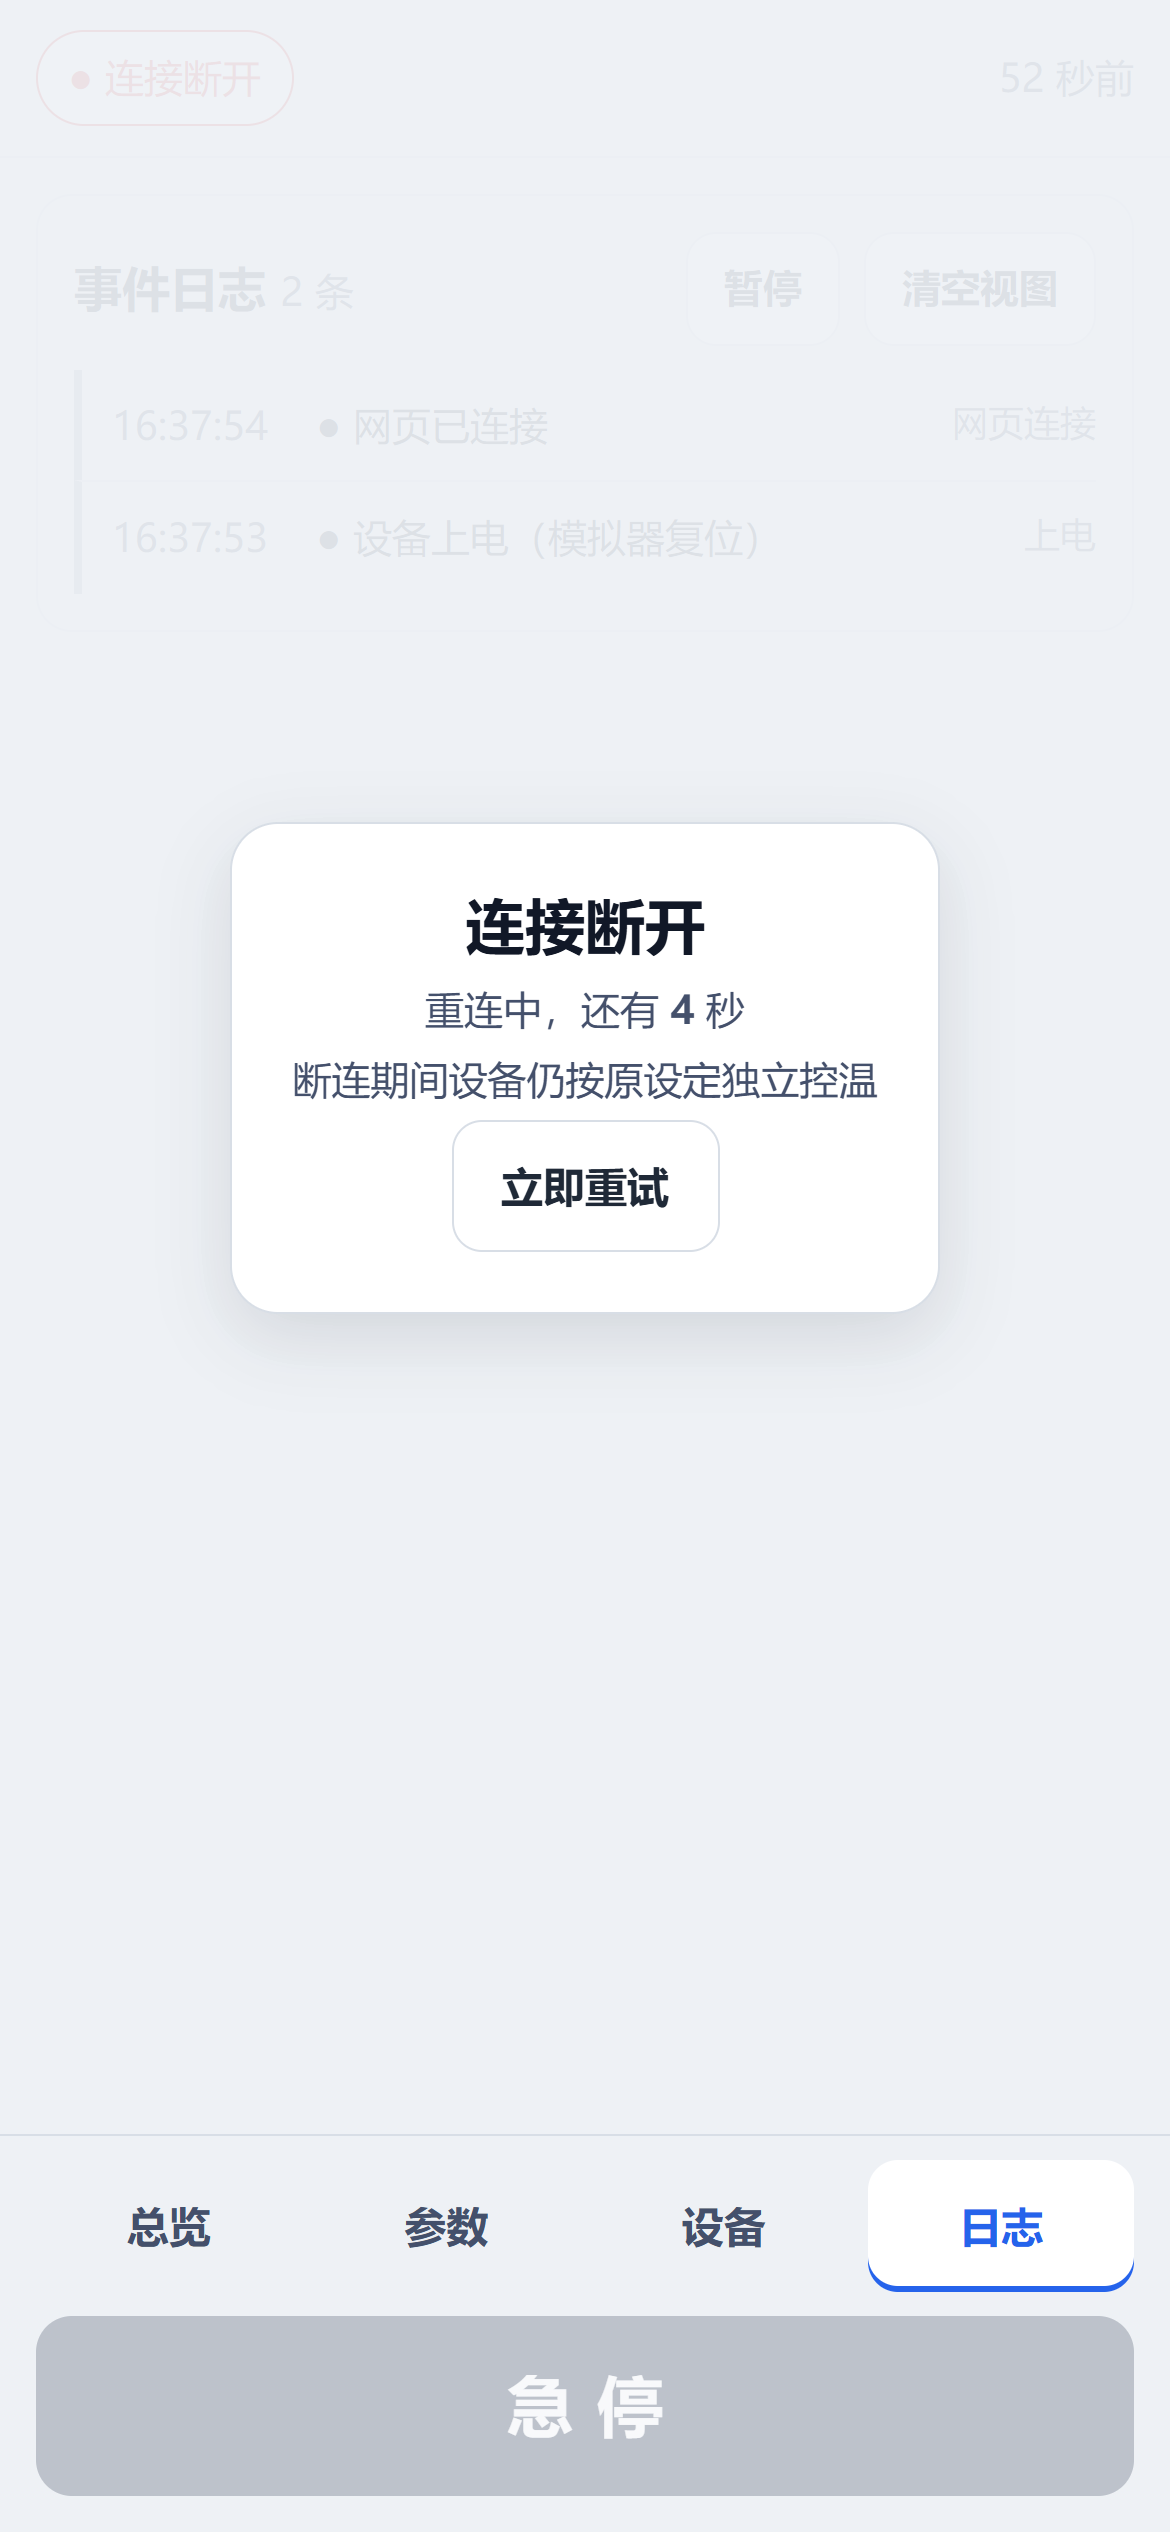 连接断开 52 秒前
事件日志 2 条 暂停 清空视图
16:37:54 网页已连接 网页连接
16:37:53 设备上电（模拟器复位） 上电
连接断开
重连中，还有 4 秒
断连期间设备仍按原设定独立控温
立即重试
总览 参数 设备 日志
急 停